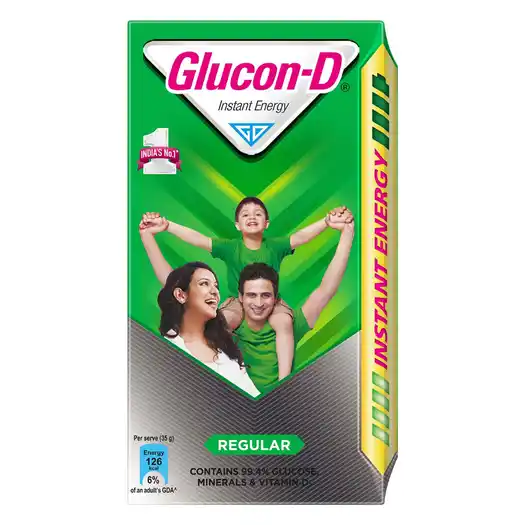 Glucon-D®
Instant Energy
GD
1
INDIA'S No.1*
INSTANT ENERGY
Per serve (35 g)
Energy
126
kcal
6%
of an adult's GDA^
REGULAR
CONTAINS 99.4% GLUCOSE,
MINERALS & VITAMIN D.